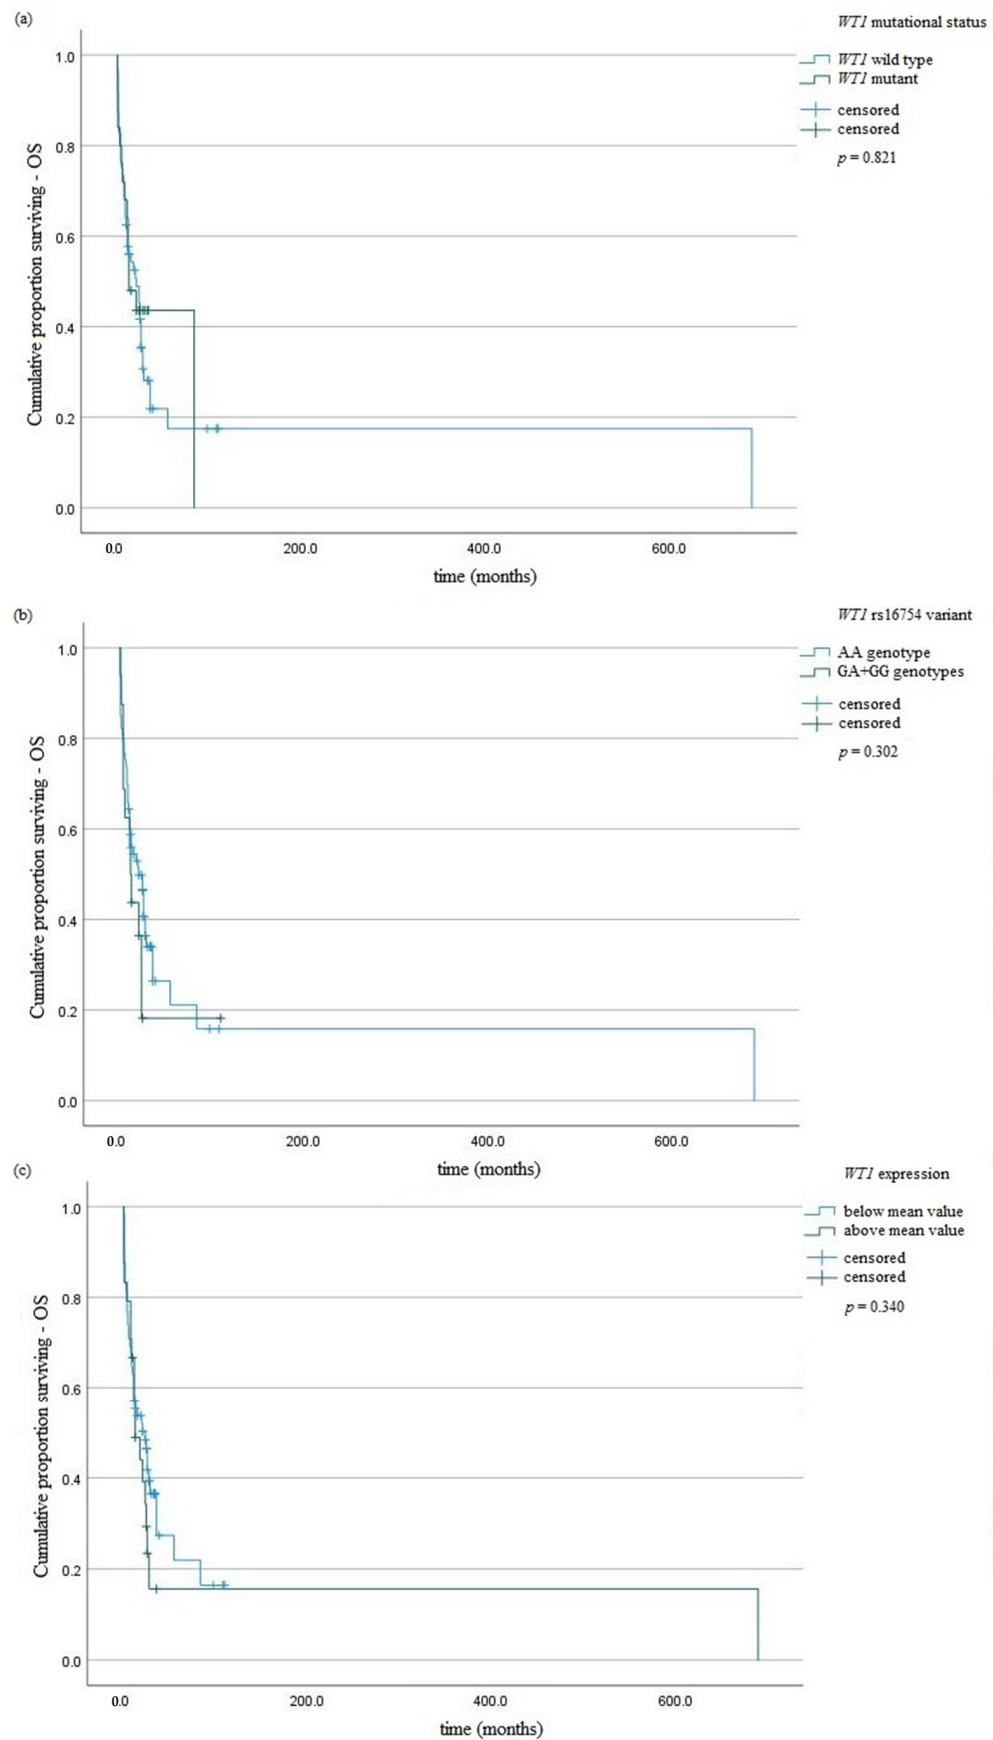 (a)
WT1 mutational status
WT1 wild type
WT1 mutant
censored
censored
p = 0.821
Cumulative proportion surviving - OS
1.0
0.8
0.6
0.4
0.2
0.0
0.0 200.0 400.0 600.0
time (months)
(b)
WT1 rs16754 variant
AA genotype
GA+GG genotypes
censored
censored
p = 0.302
Cumulative proportion surviving - OS
1.0
0.8
0.6
0.4
0.2
0.0
0.0 200.0 400.0 600.0
time (months)
(c)
WT1 expression
below mean value
above mean value
censored
censored
p = 0.340
Cumulative proportion surviving - OS
1.0
0.8
0.6
0.4
0.2
0.0
0.0 200.0 400.0 600.0
time (months)